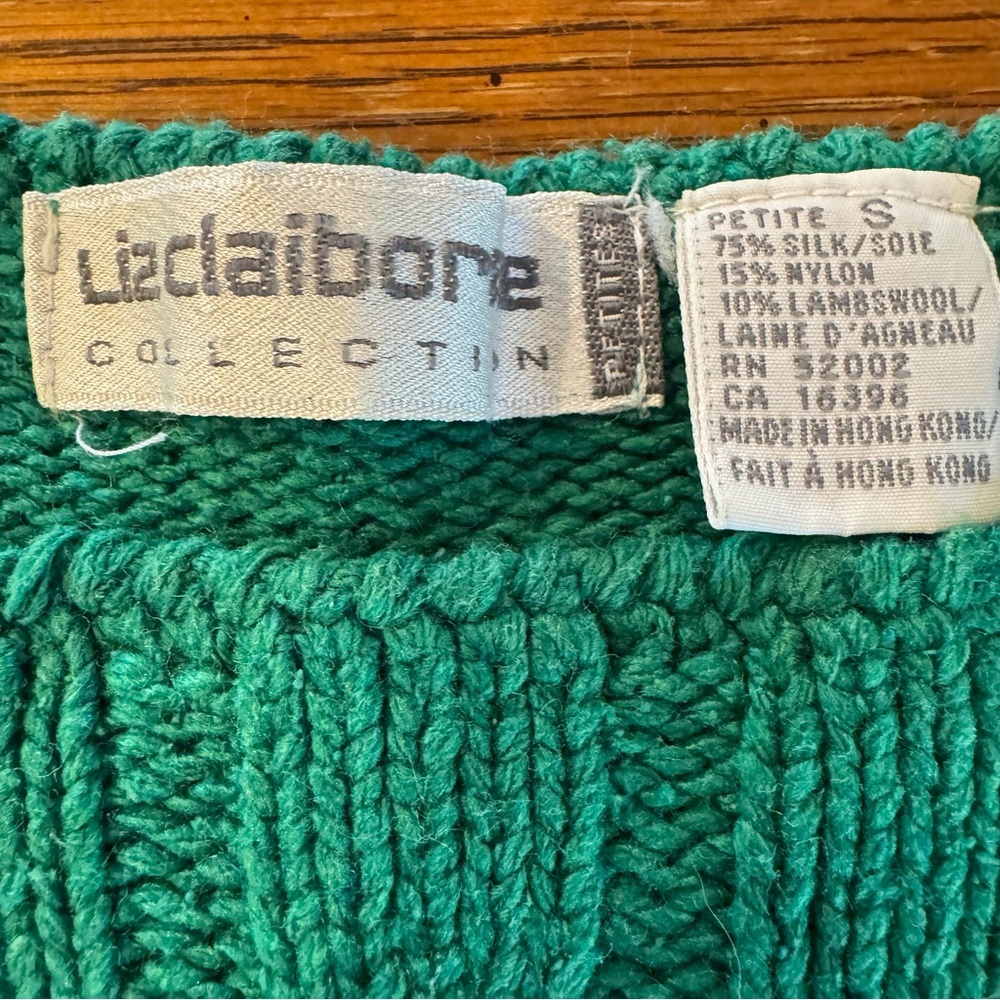 Lizclaiborne
COLLECTION
PETITES
PETITE S
75% SILK/SOIE
15% NYLON
10% LAMBSWOOL/
LAINE D'AGNEAU
RN 52002
CA 16396
MADE IN HONG KONG/
FAIT À HONG KONG